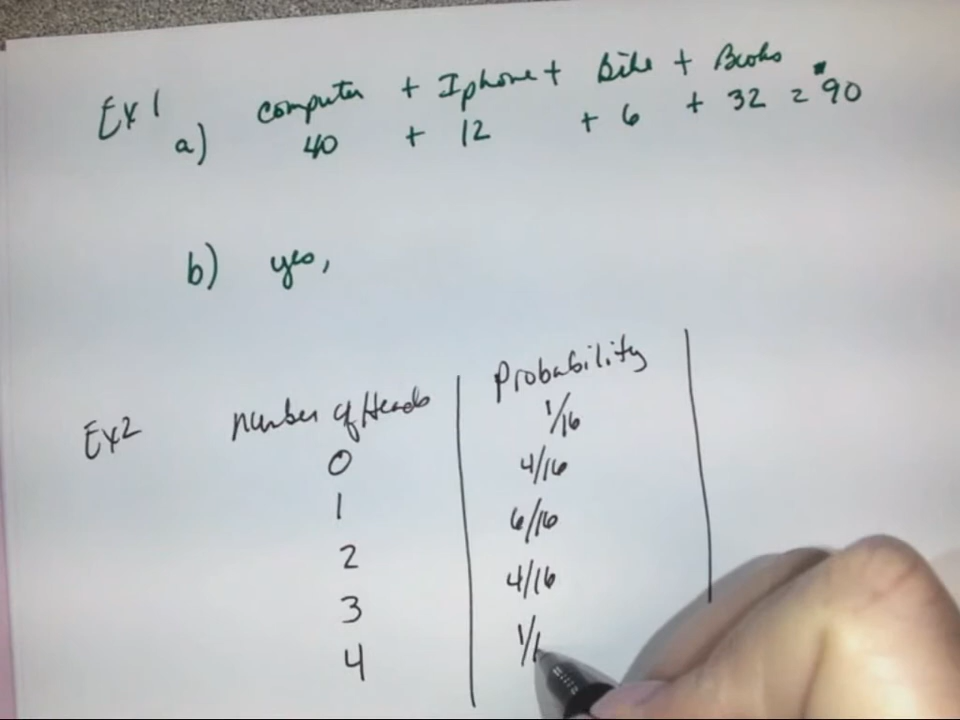 Ex 1 computer + Iphone + Bike + Books
a) 40 + 12 + 6 + 32 = 90
b) yes,
Ex2 Number of Heads Probability
0 1/16
1 4/16
2 6/16
3 4/16
4 1/1